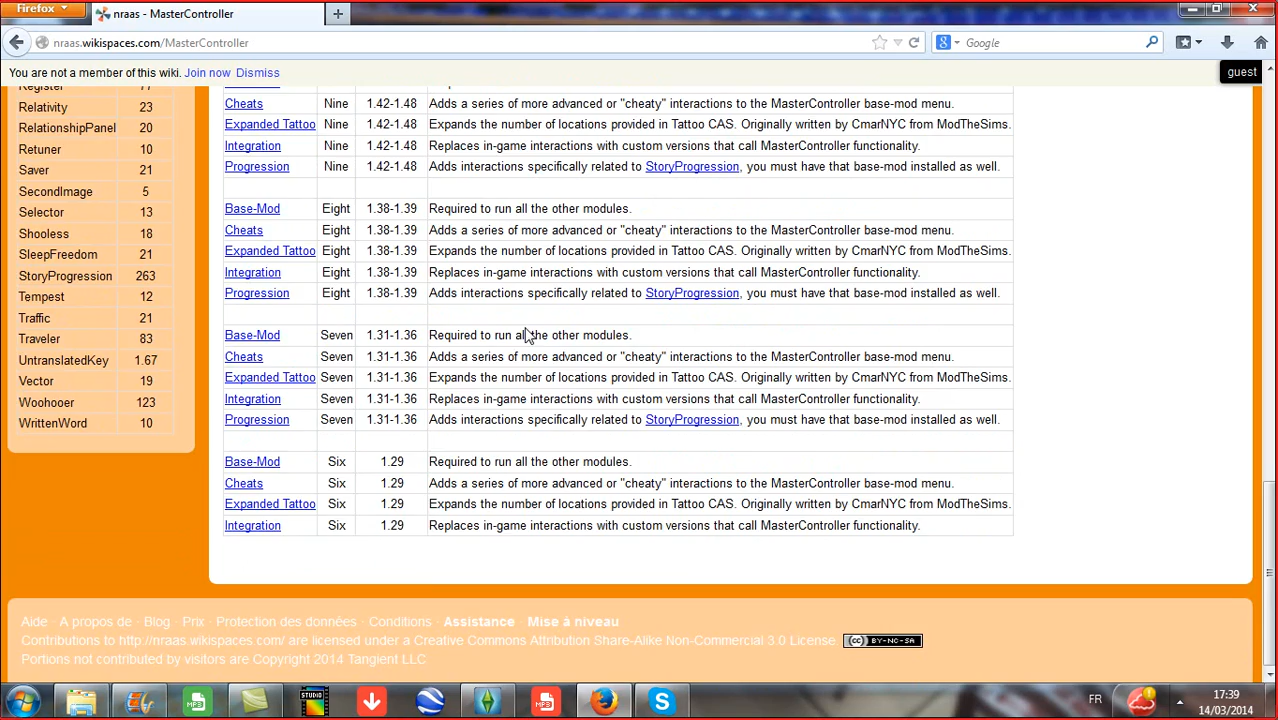 Firefox
nraas - MasterController
nraas.wikispaces.com/MasterController
Google
You are not a member of this wiki. Join now Dismiss
guest
Register 77
Relativity 23
RelationshipPanel 20
Retuner 10
Saver 21
SecondImage 5
Selector 13
Shooless 18
SleepFreedom 21
StoryProgression 263
Tempest 12
Traffic 21
Traveler 83
UntranslatedKey 1.67
Vector 19
Woohooer 123
WrittenWord 10
Cheats Nine 1.42-1.48 Adds a series of more advanced or "cheaty" interactions to the MasterController base-mod menu.
Expanded Tattoo Nine 1.42-1.48 Expands the number of locations provided in Tattoo CAS. Originally written by CmarNYC from ModTheSims.
Integration Nine 1.42-1.48 Replaces in-game interactions with custom versions that call MasterController functionality.
Progression Nine 1.42-1.48 Adds interactions specifically related to StoryProgression, you must have that base-mod installed as well.
Base-Mod Eight 1.38-1.39 Required to run all the other modules.
Cheats Eight 1.38-1.39 Adds a series of more advanced or "cheaty" interactions to the MasterController base-mod menu.
Expanded Tattoo Eight 1.38-1.39 Expands the number of locations provided in Tattoo CAS. Originally written by CmarNYC from ModTheSims.
Integration Eight 1.38-1.39 Replaces in-game interactions with custom versions that call MasterController functionality.
Progression Eight 1.38-1.39 Adds interactions specifically related to StoryProgression, you must have that base-mod installed as well.
Base-Mod Seven 1.31-1.36 Required to run all the other modules.
Cheats Seven 1.31-1.36 Adds a series of more advanced or "cheaty" interactions to the MasterController base-mod menu.
Expanded Tattoo Seven 1.31-1.36 Expands the number of locations provided in Tattoo CAS. Originally written by CmarNYC from ModTheSims.
Integration Seven 1.31-1.36 Replaces in-game interactions with custom versions that call MasterController functionality.
Progression Seven 1.31-1.36 Adds interactions specifically related to StoryProgression, you must have that base-mod installed as well.
Base-Mod Six 1.29 Required to run all the other modules.
Cheats Six 1.29 Adds a series of more advanced or "cheaty" interactions to the MasterController base-mod menu.
Expanded Tattoo Six 1.29 Expands the number of locations provided in Tattoo CAS. Originally written by CmarNYC from ModTheSims.
Integration Six 1.29 Replaces in-game interactions with custom versions that call MasterController functionality.
Aide · A propos de · Blog · Prix · Protection des données · Conditions · Assistance · Mise à niveau
Contributions to http://nraas.wikispaces.com/ are licensed under a Creative Commons Attribution Share-Alike Non-Commercial 3.0 License. BY-NC-SA
Portions not contributed by visitors are Copyright 2014 Tangient LLC
MP3
STUDIO
MP3
FR
17:39
14/03/2014